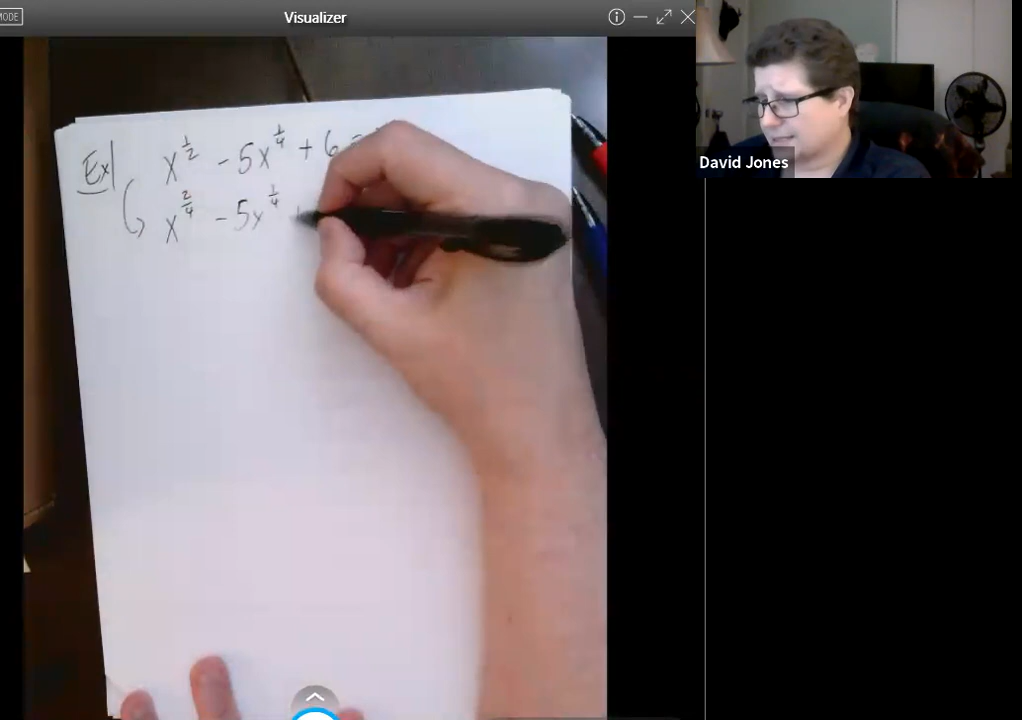 MODE
Visualizer
David Jones
Ex| x^{1/2} - 5x^{1/4} + 6 =
x^{2/4} - 5x^{1/4}